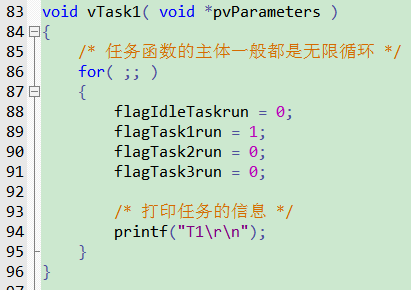 83 void vTask1( void *pvParameters )
84 {
85 /* 任务函数的主体一般都是无限循环 */
86 for( ;; )
87 {
88 flagIdleTaskrun = 0;
89 flagTask1run = 1;
90 flagTask2run = 0;
91 flagTask3run = 0;
92
93 /* 打印任务的信息 */
94 printf("T1\r\n");
95 }
96 }